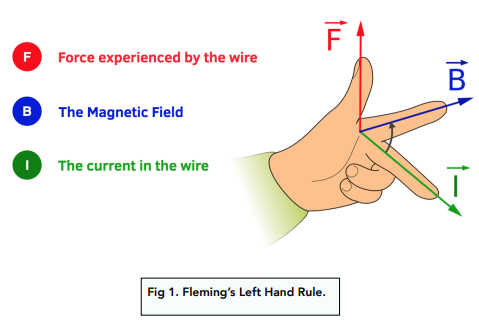 F
F Force experienced by the wire
B
B The Magnetic Field
I The current in the wire
I
Fig 1. Fleming's Left Hand Rule.